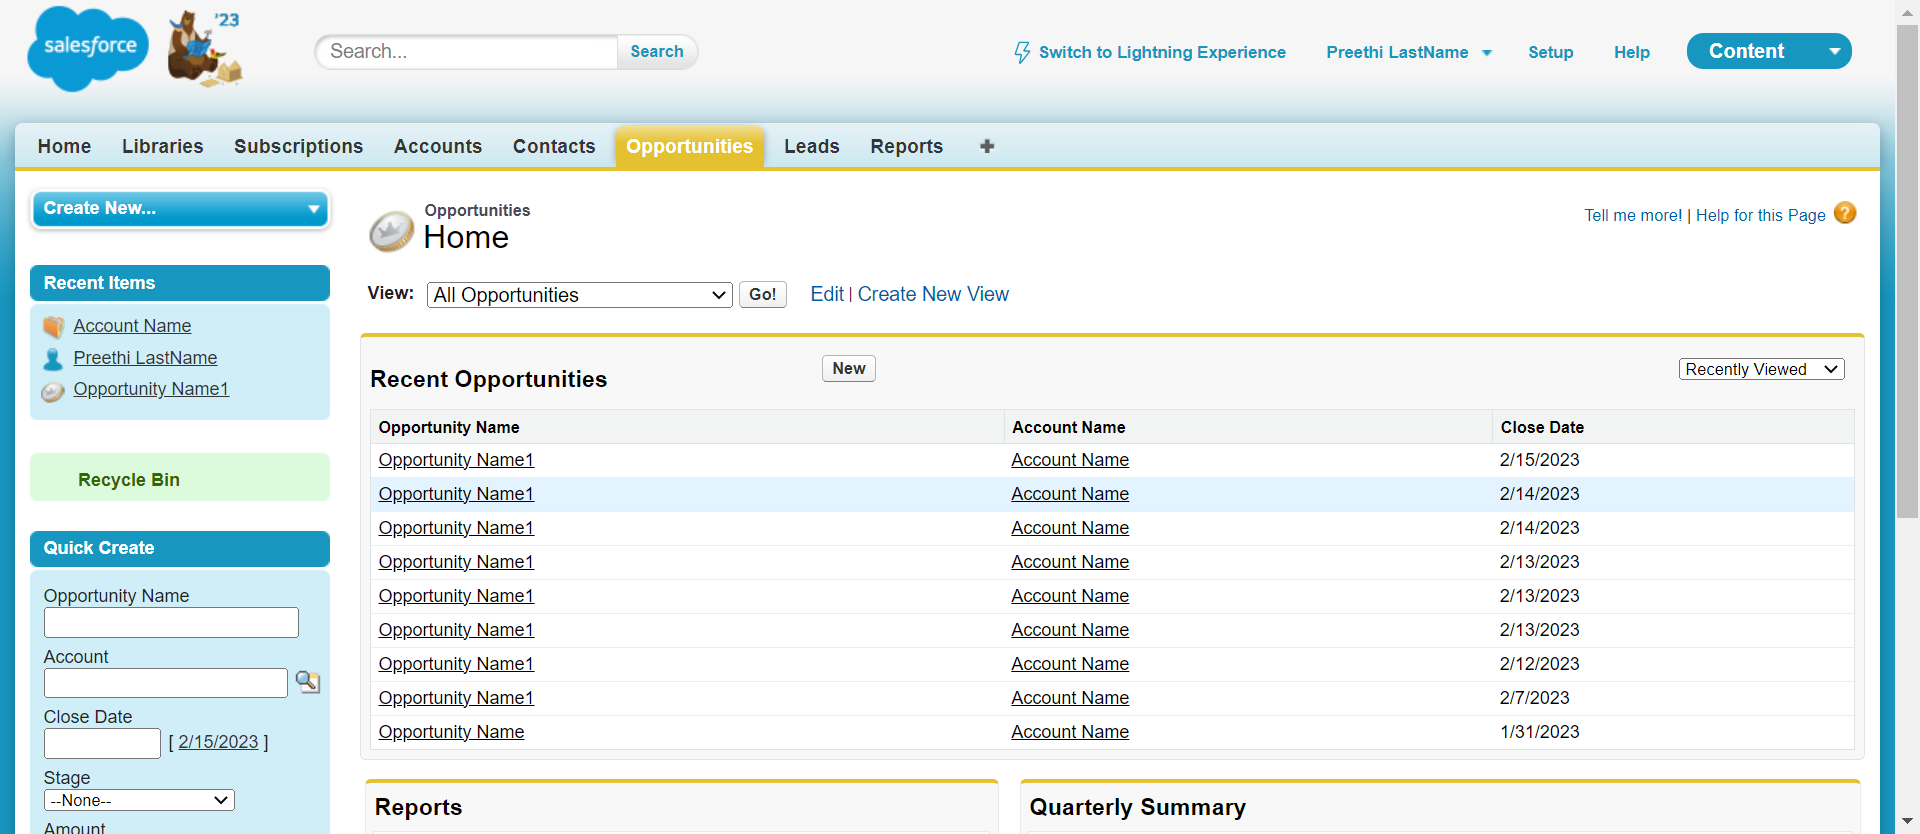 salesforce
'23
Search...
Search
Switch to Lightning Experience
Preethi LastName
Setup
Help
Content
Home
Libraries
Subscriptions
Accounts
Contacts
Opportunities
Leads
Reports
Create New...
Recent Items
Account Name
Preethi LastName
Opportunity Name1
Recycle Bin
Quick Create
Opportunity Name
Account
Close Date
[ 2/15/2023 ]
Stage
--None--
Amount
Opportunities
Home
Tell me more! | Help for this Page
View: All Opportunities Go! Edit | Create New View
Recent Opportunities New Recently Viewed
Opportunity Name Account Name Close Date
Opportunity Name1 Account Name 2/15/2023
Opportunity Name1 Account Name 2/14/2023
Opportunity Name1 Account Name 2/14/2023
Opportunity Name1 Account Name 2/13/2023
Opportunity Name1 Account Name 2/13/2023
Opportunity Name1 Account Name 2/13/2023
Opportunity Name1 Account Name 2/12/2023
Opportunity Name1 Account Name 2/7/2023
Opportunity Name Account Name 1/31/2023
Reports
Quarterly Summary